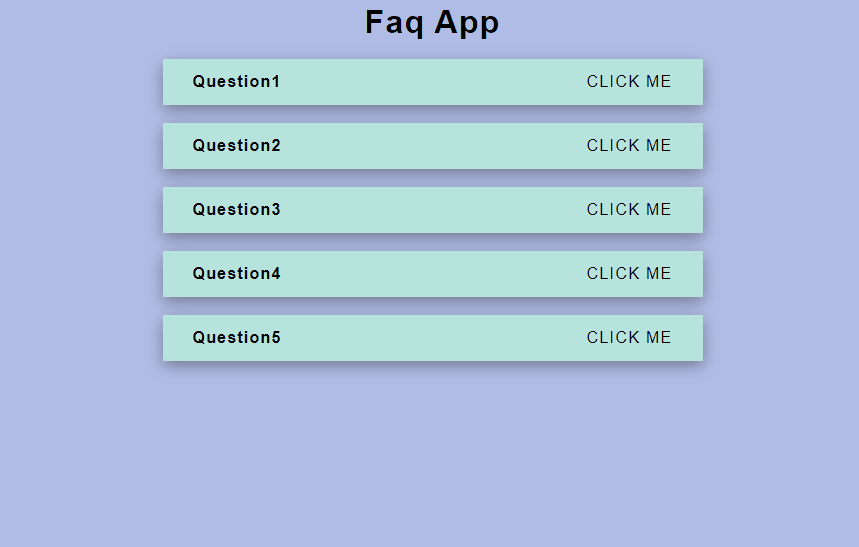 Faq App
Question1 CLICK ME
Question2 CLICK ME
Question3 CLICK ME
Question4 CLICK ME
Question5 CLICK ME